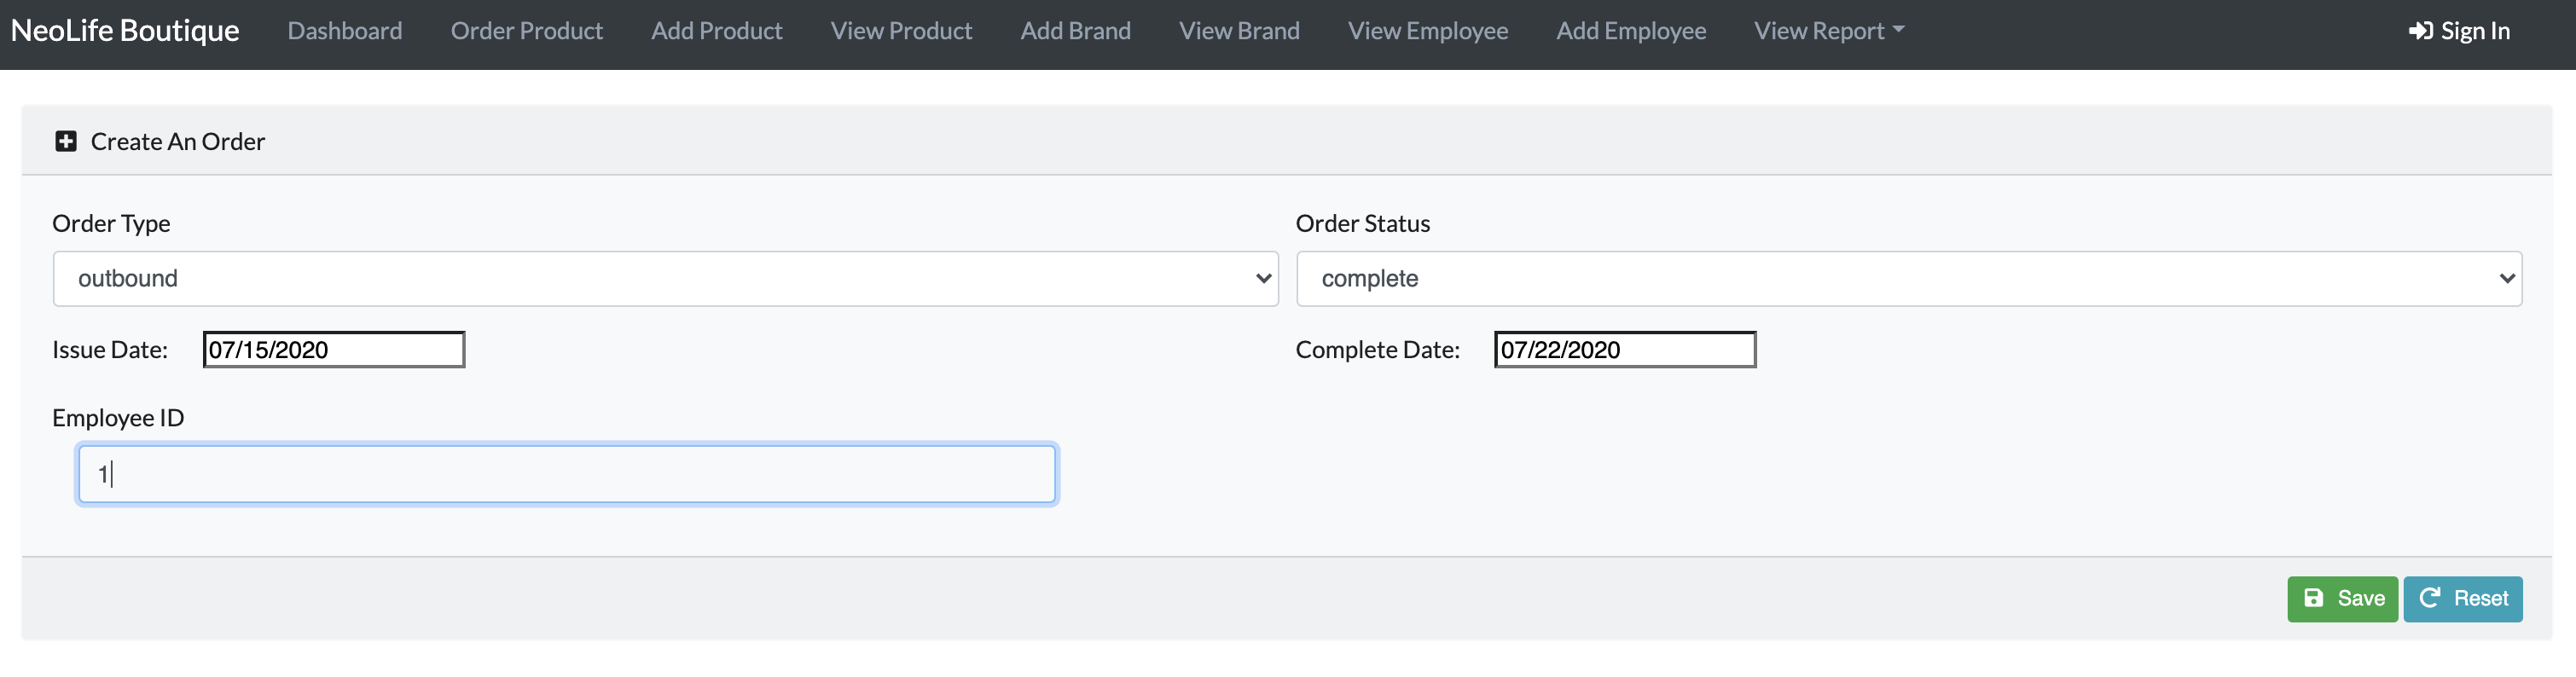 NeoLife Boutique Dashboard Order Product Add Product View Product Add Brand View Brand View Employee Add Employee View Report Sign In
Create An Order
Order Type Order Status
outbound complete
Issue Date: 07/15/2020 Complete Date: 07/22/2020
Employee ID
1
Save Reset